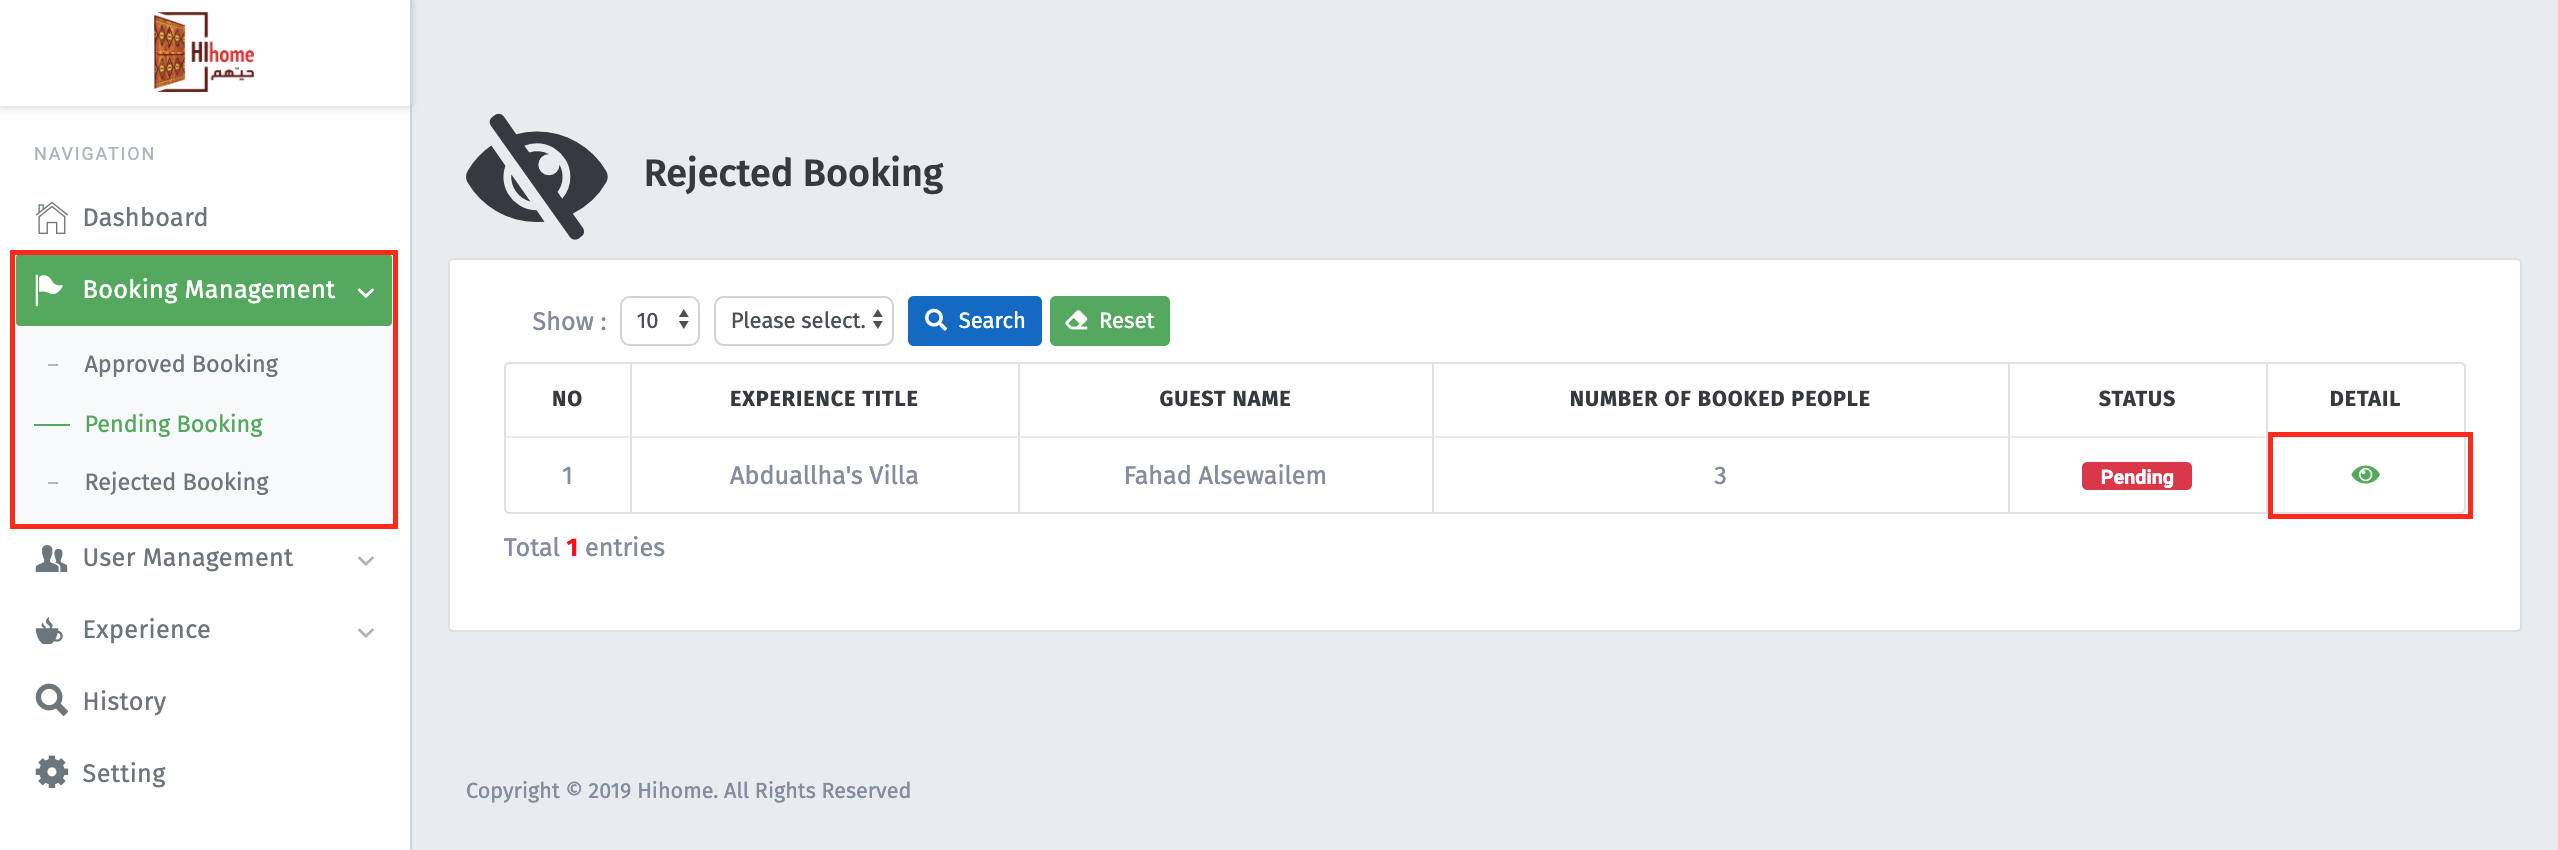 HIhome
حيّهم
NAVIGATION
Dashboard
Booking Management
Approved Booking
Pending Booking
Rejected Booking
User Management
Experience
History
Setting
Rejected Booking
Show : 10 Please select. Search Reset
NO EXPERIENCE TITLE GUEST NAME NUMBER OF BOOKED PEOPLE STATUS DETAIL
1 Abduallha's Villa Fahad Alsewailem 3 Pending
Total 1 entries
Copyright © 2019 Hihome. All Rights Reserved